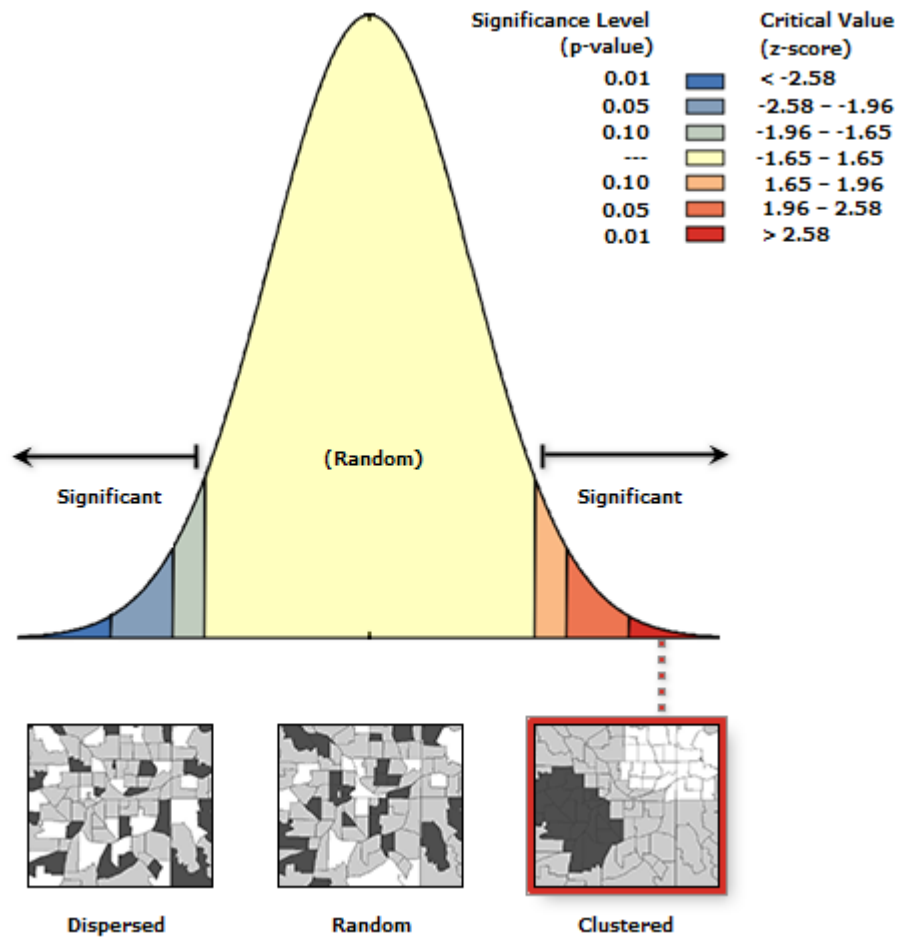 Significance Level Critical Value
(p-value) (z-score)
0.01 < -2.58
0.05 -2.58 – -1.96
0.10 -1.96 – -1.65
--- -1.65 – 1.65
0.10 1.65 – 1.96
0.05 1.96 – 2.58
0.01 > 2.58
(Random)
Significant Significant
Dispersed Random Clustered